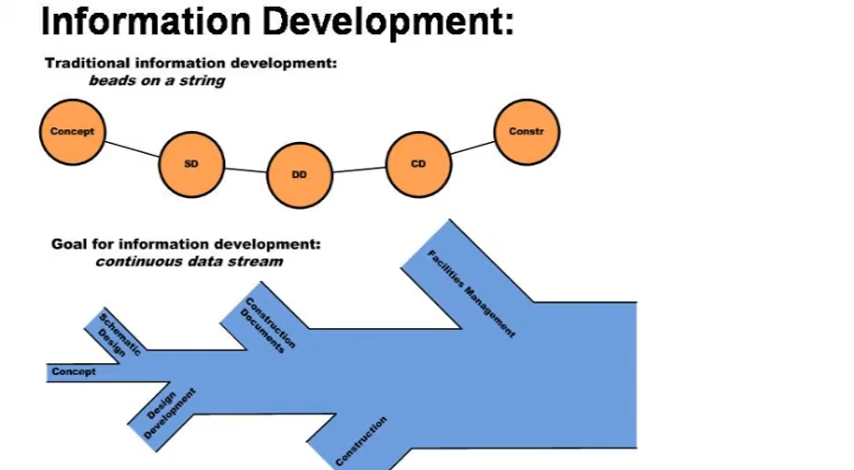 Information Development:
Traditional information development:
beads on a string
Concept
SD
DD
CD
Constr
Goal for information development:
continuous data stream
Concept
Schematic
Design
Design
Development
Construction
Documents
Construction
Facilities Management